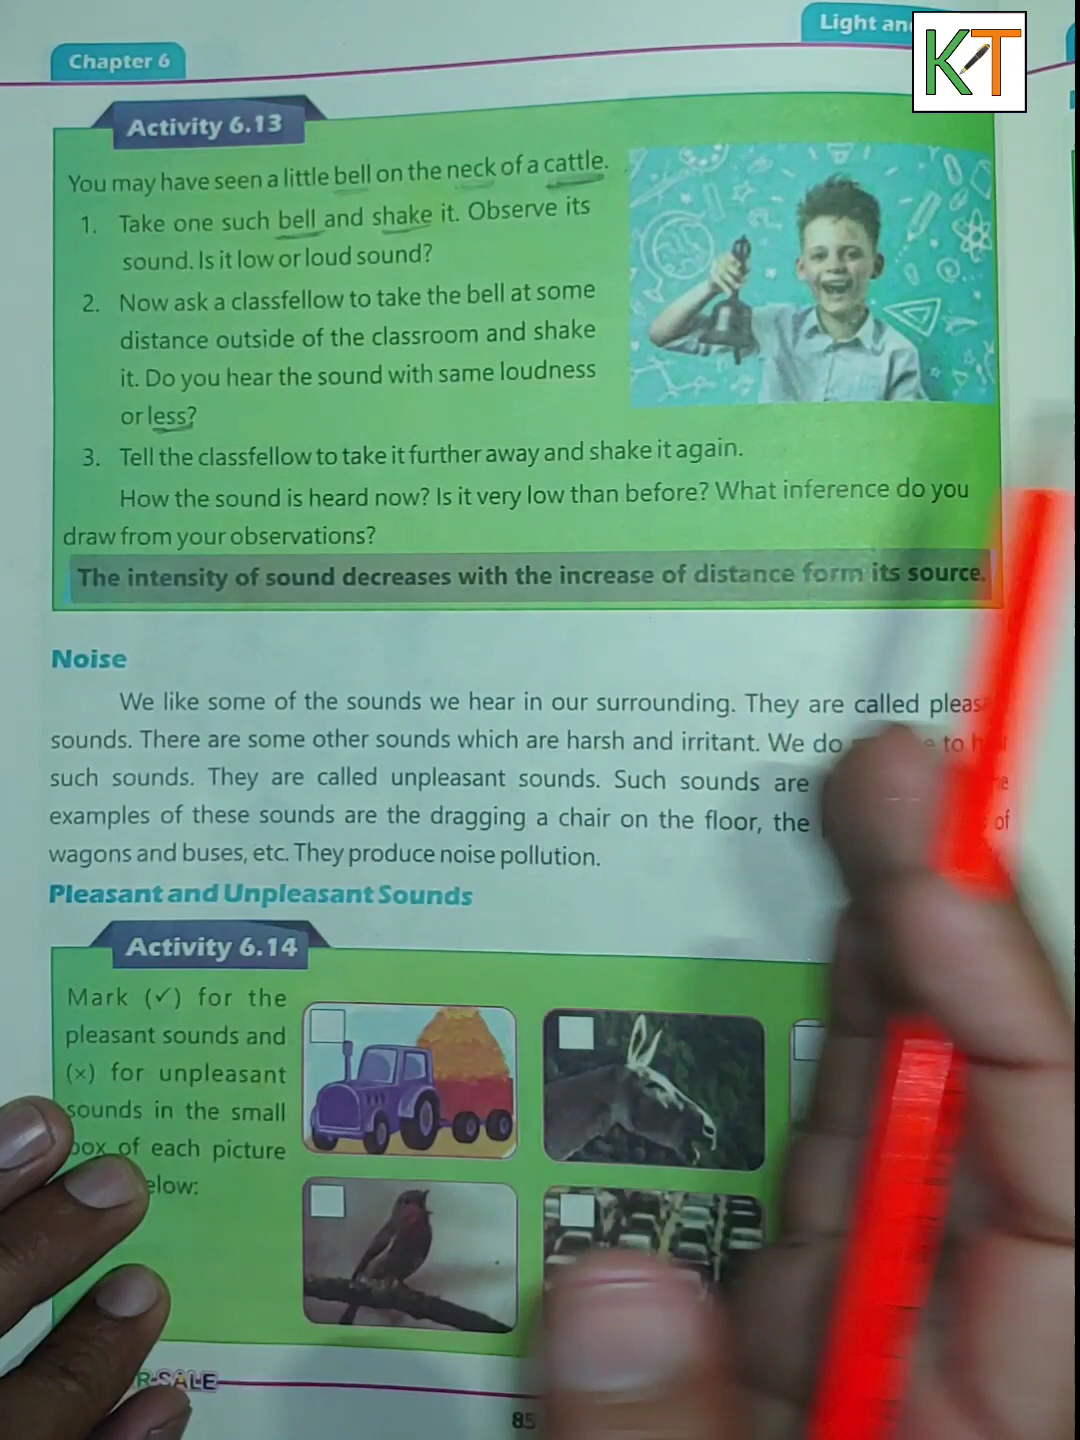 Light an
KT
Chapter 6
Activity 6.13
You may have seen a little bell on the neck of a cattle.
1. Take one such bell and shake it. Observe its
sound. Is it low or loud sound?
2. Now ask a classfellow to take the bell at some
distance outside of the classroom and shake
it. Do you hear the sound with same loudness
or less?
3. Tell the classfellow to take it further away and shake it again.
How the sound is heard now? Is it very low than before? What inference do you
draw from your observations?
The intensity of sound decreases with the increase of distance form its source.
Noise
We like some of the sounds we hear in our surrounding. They are called
sounds. There are some other sounds which are harsh and irritant. We do to
such sounds. They are called unpleasant sounds. Such sounds are
examples of these sounds are the dragging a chair on the floor, the of
wagons and buses, etc. They produce noise pollution.
Pleasant and Unpleasant Sounds
Activity 6.14
Mark (✓) for the
pleasant sounds and
(×) for unpleasant
sounds in the small
box of each picture
elow:
R-SALE
85